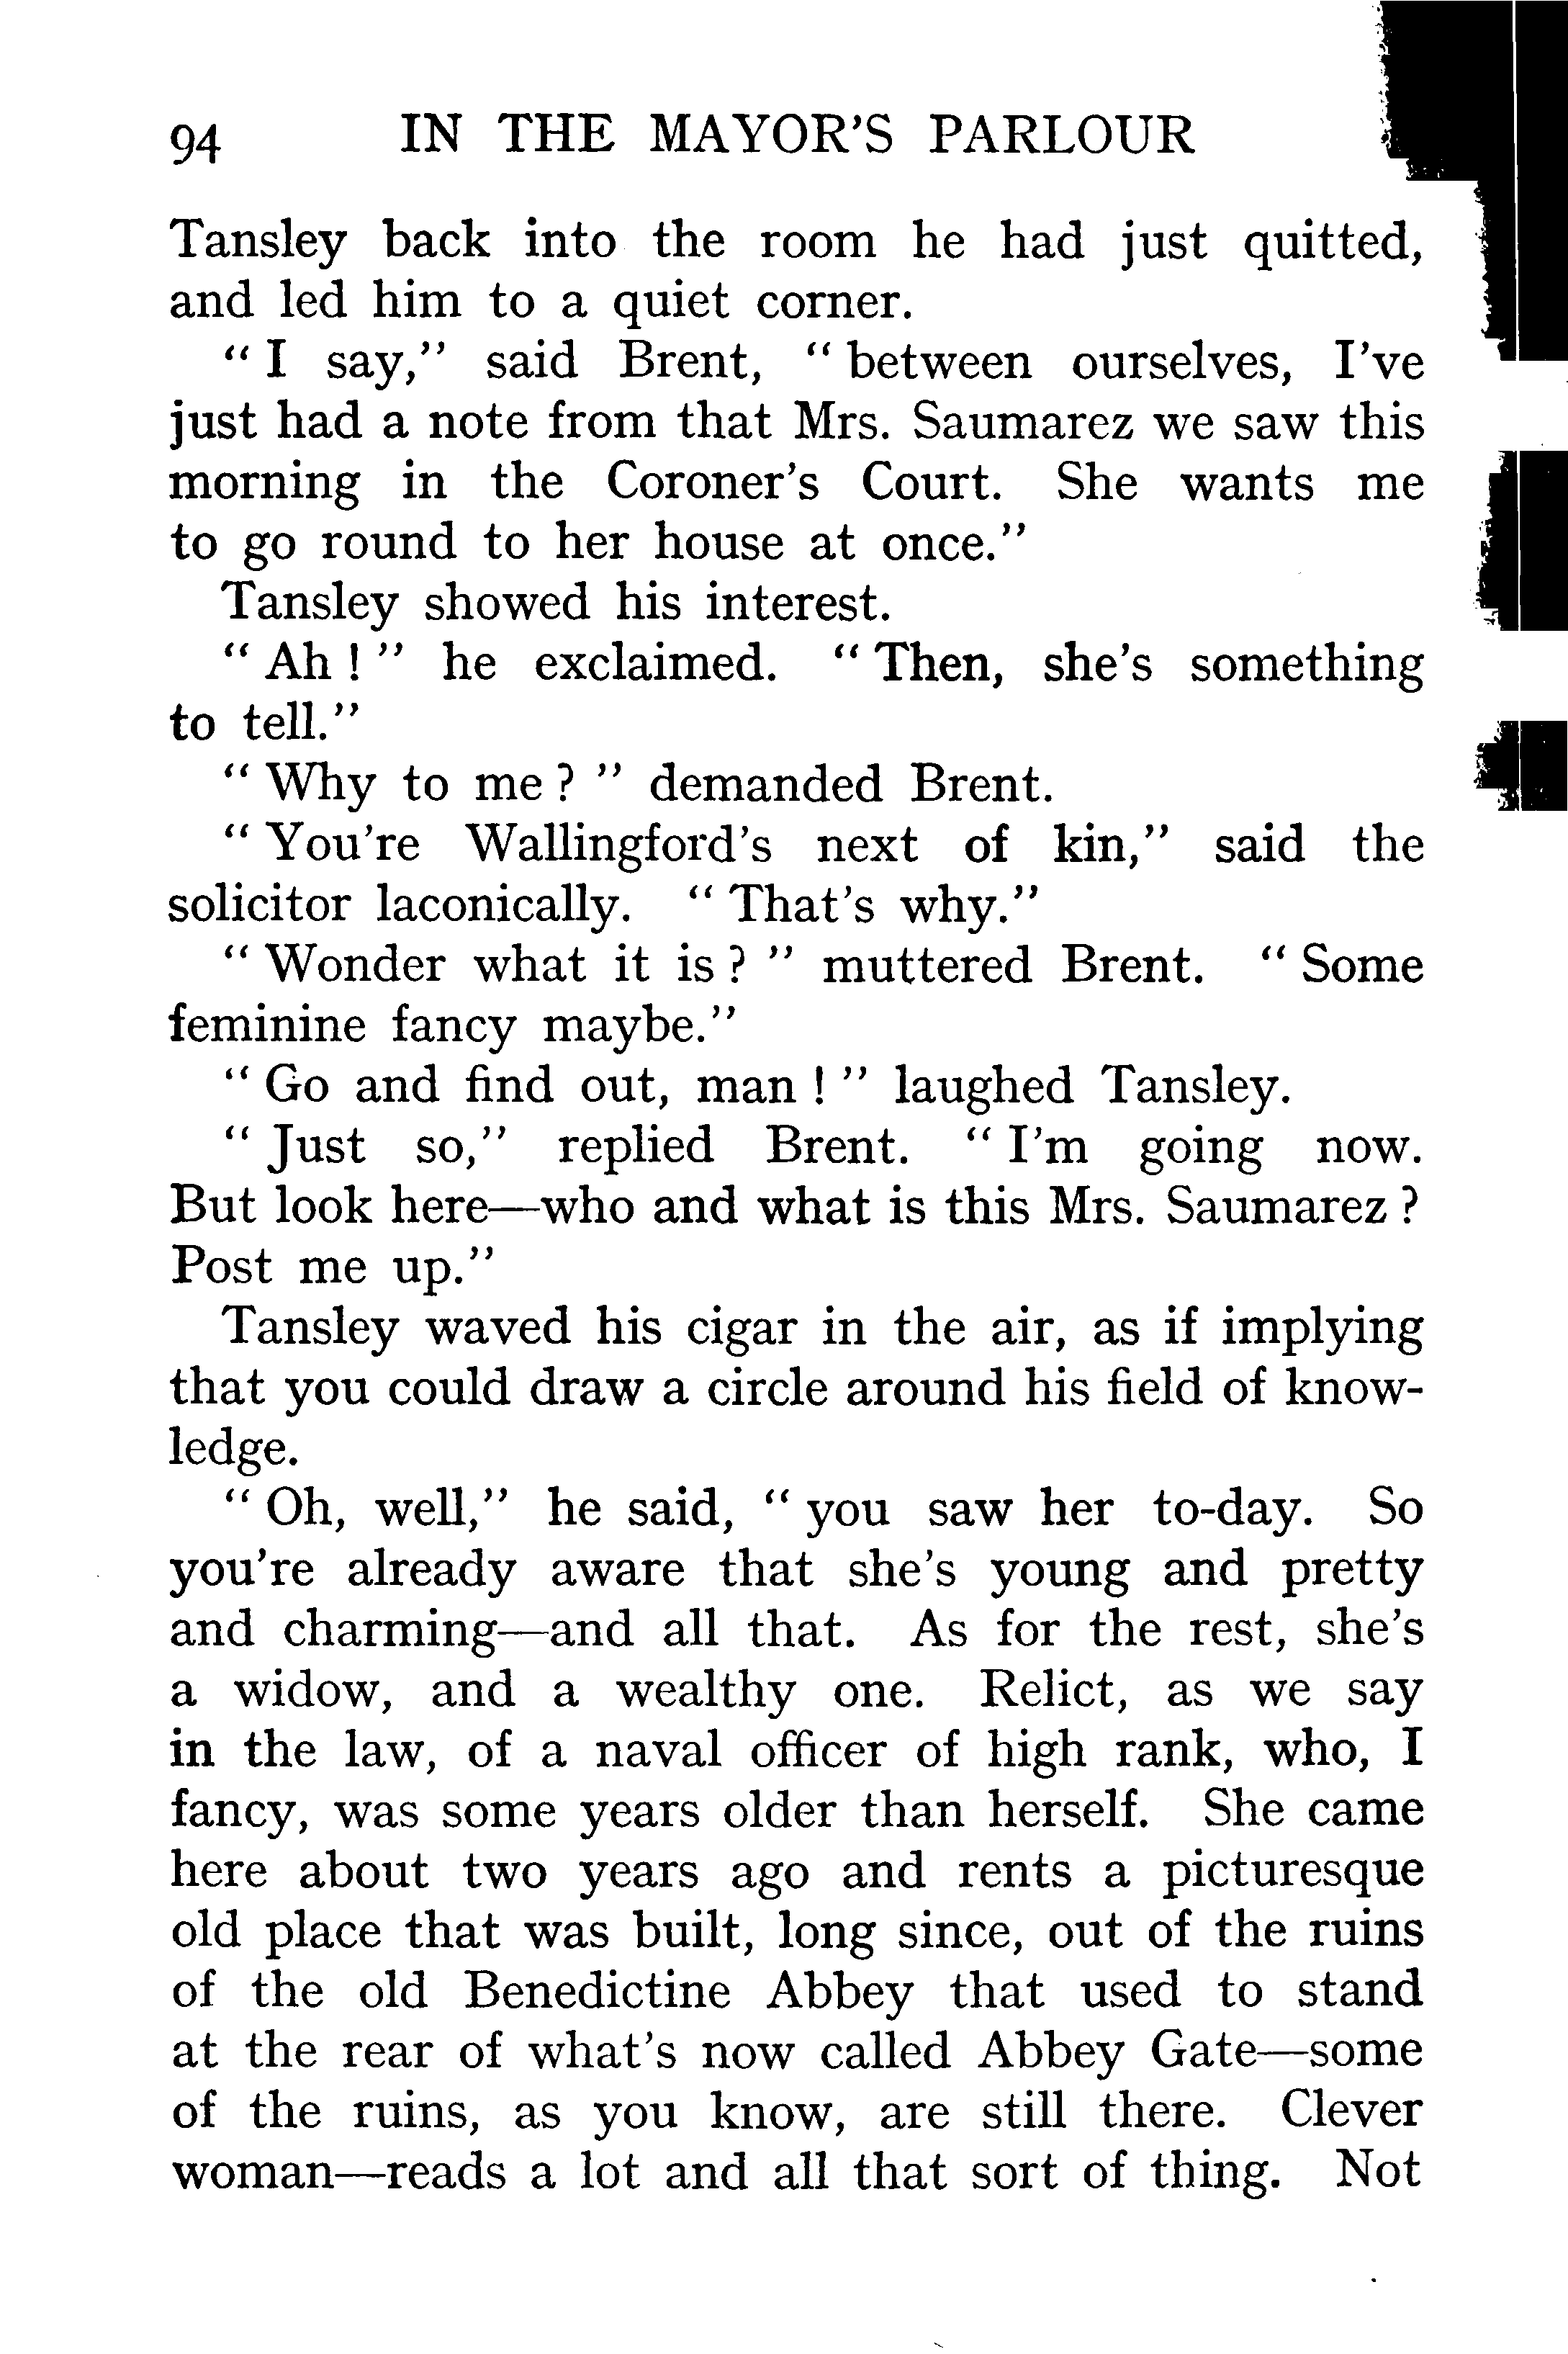 94 IN THE MAYOR'S PARLOUR
Tansley back into the room he had just quitted,
and led him to a quiet corner.
“ I say,” said Brent, “ between ourselves, I've
just had a note from that Mrs. Saumarez we saw this
morning in the Coroner's Court. She wants me
to go round to her house at once.”
Tansley showed his interest.
“ Ah ! ” he exclaimed. “ Then, she's something
to tell.”
“ Why to me ? ” demanded Brent.
“ You're Wallingford's next of kin,” said the
solicitor laconically. “ That's why.”
“ Wonder what it is ? ” muttered Brent. “ Some
feminine fancy maybe.”
“ Go and find out, man ! ” laughed Tansley.
“ Just so,” replied Brent. “ I'm going now.
But look here—who and what is this Mrs. Saumarez ?
Post me up.”
Tansley waved his cigar in the air, as if implying
that you could draw a circle around his field of know-
ledge.
“ Oh, well,” he said, “ you saw her to-day. So
you're already aware that she's young and pretty
and charming—and all that. As for the rest, she's
a widow, and a wealthy one. Relict, as we say
in the law, of a naval officer of high rank, who, I
fancy, was some years older than herself. She came
here about two years ago and rents a picturesque
old place that was built, long since, out of the ruins
of the old Benedictine Abbey that used to stand
at the rear of what's now called Abbey Gate—some
of the ruins, as you know, are still there. Clever
woman—reads a lot and all that sort of thing. Not